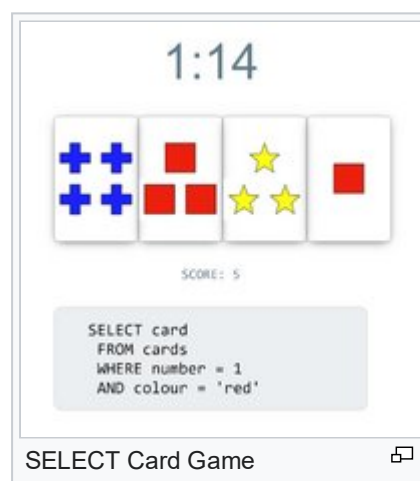 1:14
SCORE: 5
SELECT card
FROM cards
WHERE number = 1
AND colour = 'red'
SELECT Card Game